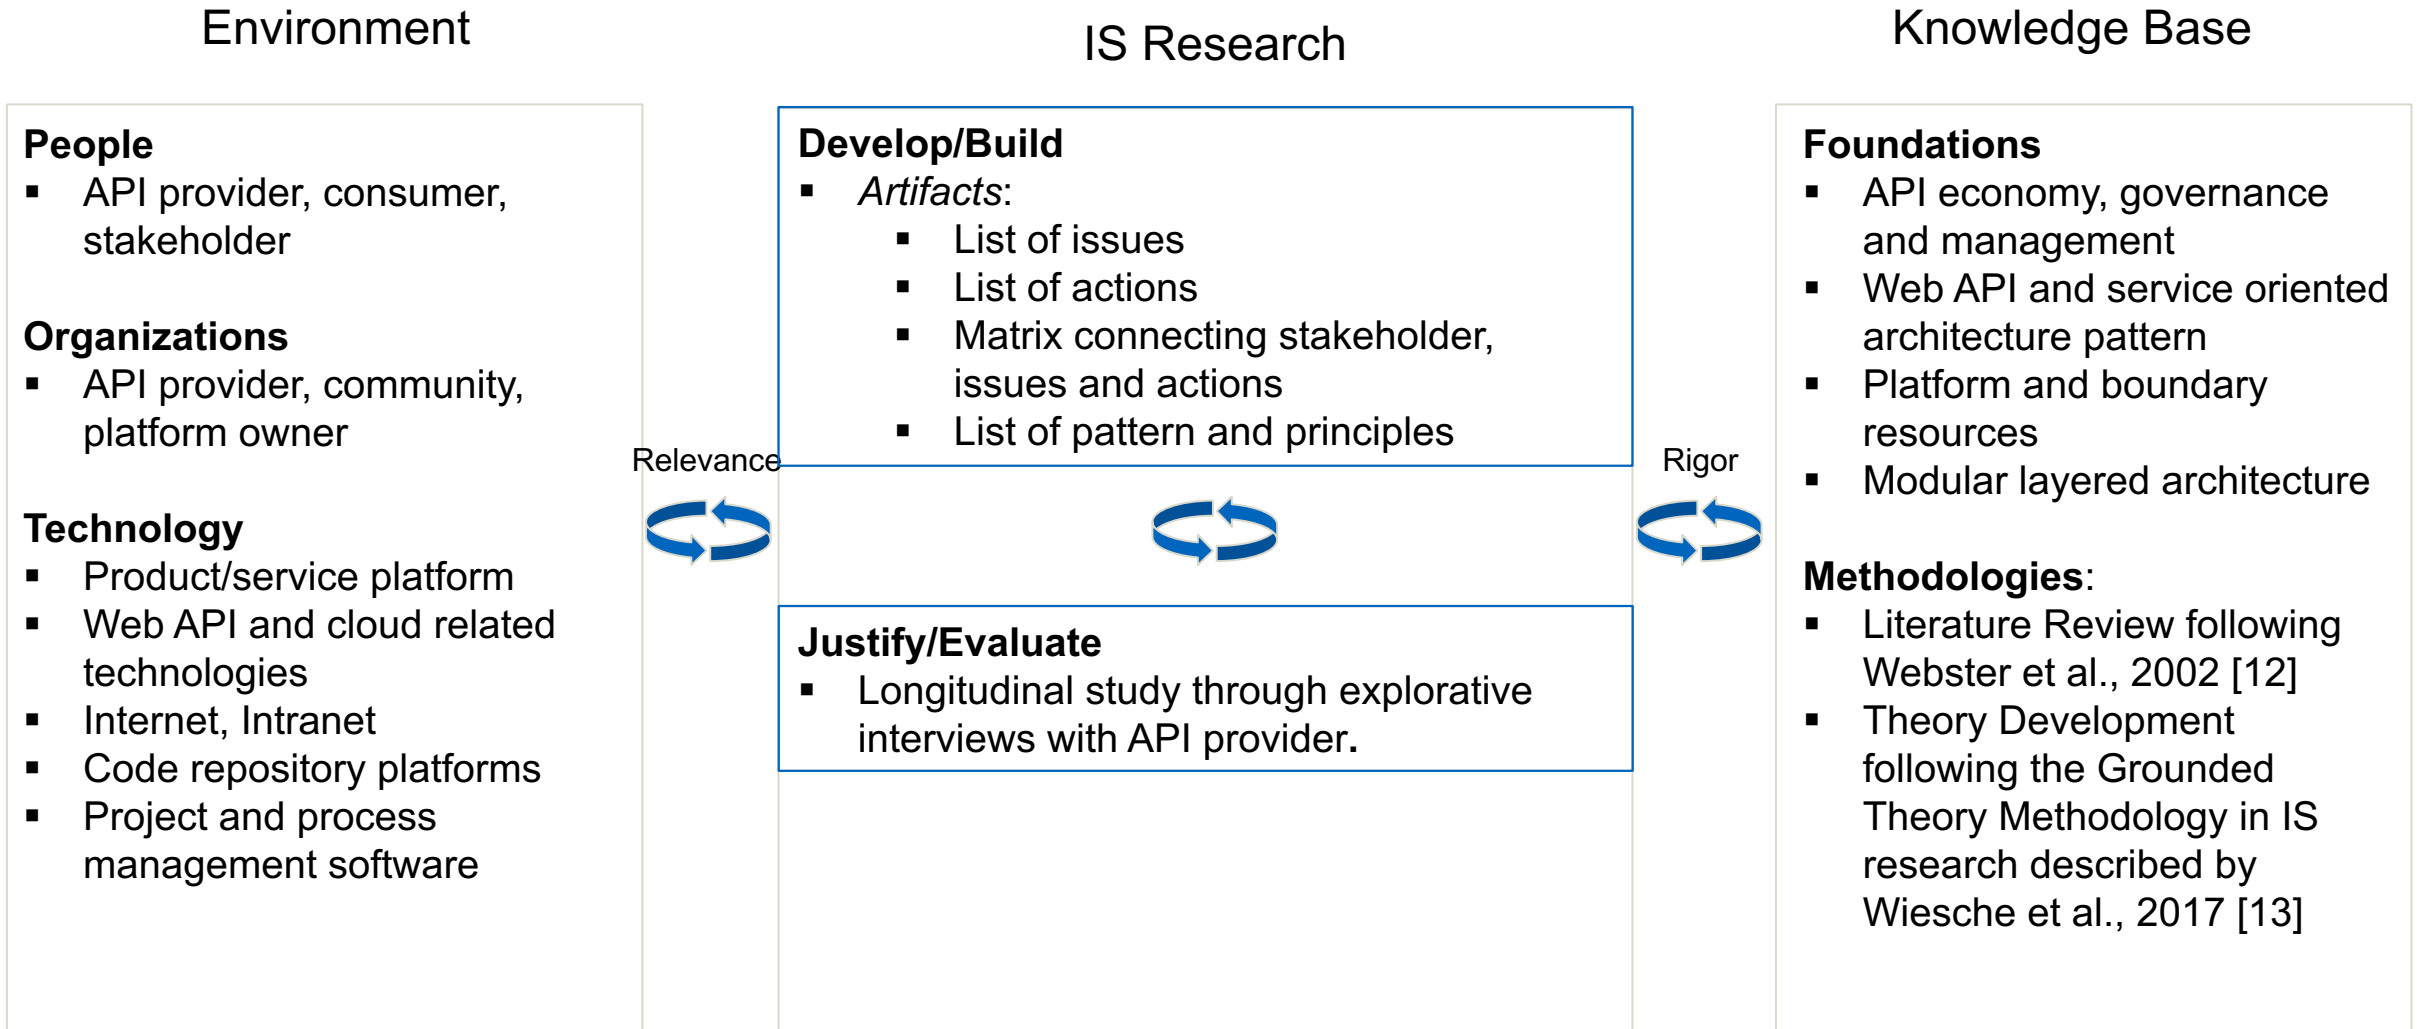 Environment
People
▪ API provider, consumer,
stakeholder
Organizations
▪ API provider, community,
platform owner
Technology
▪ Product/service platform
▪ Web API and cloud related
technologies
▪ Internet, Intranet
▪ Code repository platforms
▪ Project and process
management software
Relevance
IS Research
Develop/Build
▪ Artifacts:
▪ List of issues
▪ List of actions
▪ Matrix connecting stakeholder,
issues and actions
▪ List of pattern and principles
Justify/Evaluate
▪ Longitudinal study through explorative
interviews with API provider.
Rigor
Knowledge Base
Foundations
▪ API economy, governance
and management
▪ Web API and service oriented
architecture pattern
▪ Platform and boundary
resources
▪ Modular layered architecture
Methodologies:
▪ Literature Review following
Webster et al., 2002 [12]
▪ Theory Development
following the Grounded
Theory Methodology in IS
research described by
Wiesche et al., 2017 [13]